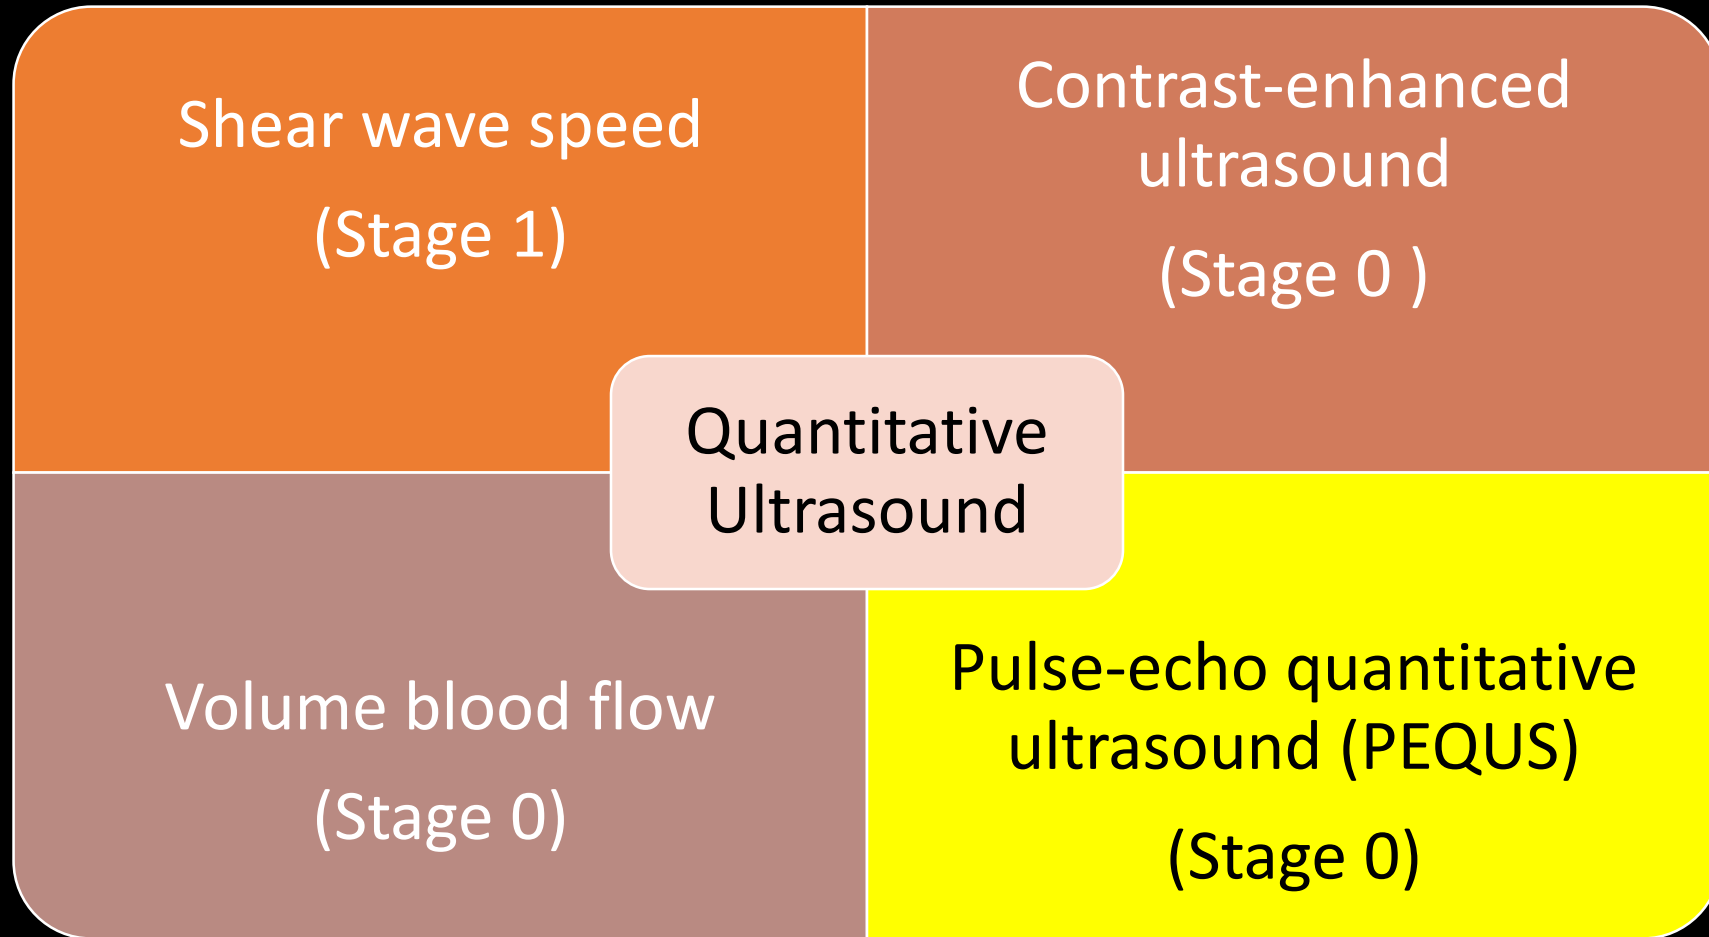 Shear wave speed
(Stage 1)
Contrast-enhanced
ultrasound
(Stage 0 )
Quantitative
Ultrasound
Volume blood flow
(Stage 0)
Pulse-echo quantitative
ultrasound (PEQUS)
(Stage 0)